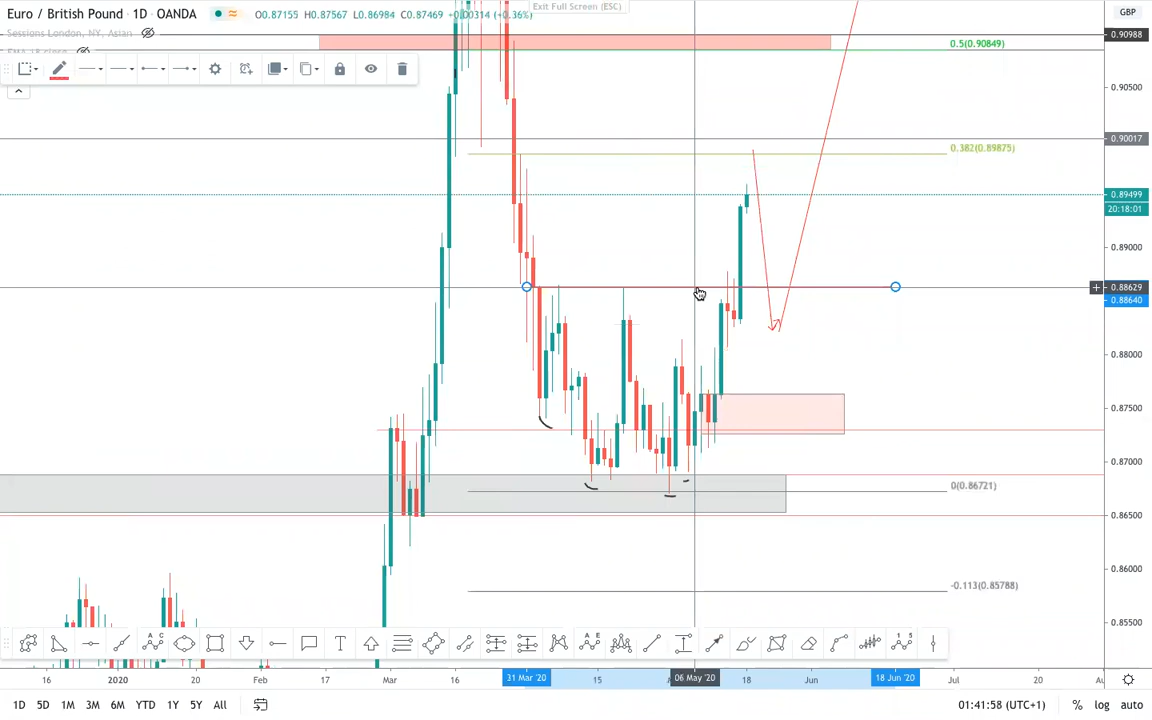 Exit Full Screen (ESC)
Euro / British Pound • 1D • OANDA
O0.87155 H0.87567 L0.86984 C0.87469 +0.00314 (+0.36%)
GBP
Sessions London, NY, Asian
0.90988
0.5(0.90849)
0.90500
0.90017
0.382(0.89875)
0.89499
20:18:01
0.89000
0.88629
0.88640
0.88000
0.87500
0.87000
0(0.86721)
0.86500
0.86000
-0.113(0.85788)
0.85500
16 2020 20 Feb Mar 16 31 Mar '20 15 06 May '20 18 Jun 18 Jun '20 Jul 20
1D 5D 1M 3M 6M YTD 1Y 5Y All
01:41:58 (UTC+1) % log auto